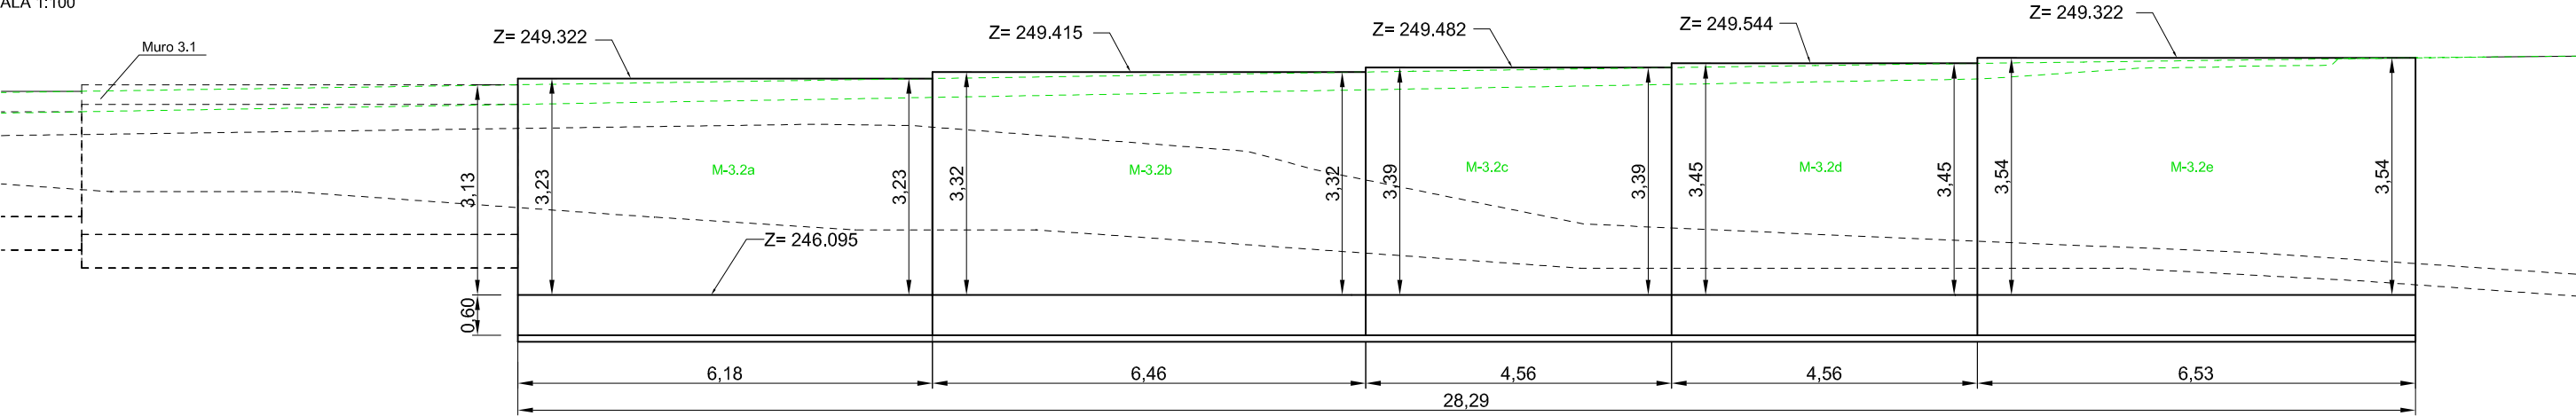 ALA 1:100
Muro 3.1
Z= 249.322
Z= 249.415
Z= 249.482
Z= 249.544
Z= 249.322
M-3.2a
M-3.2b
M-3.2c
M-3.2d
M-3.2e
3,13
3,23
3,23
3,32
3,32
3,39
3,39
3,45
3,45
3,54
3,54
Z= 246.095
0,60
6,18
6,46
4,56
4,56
6,53
28,29